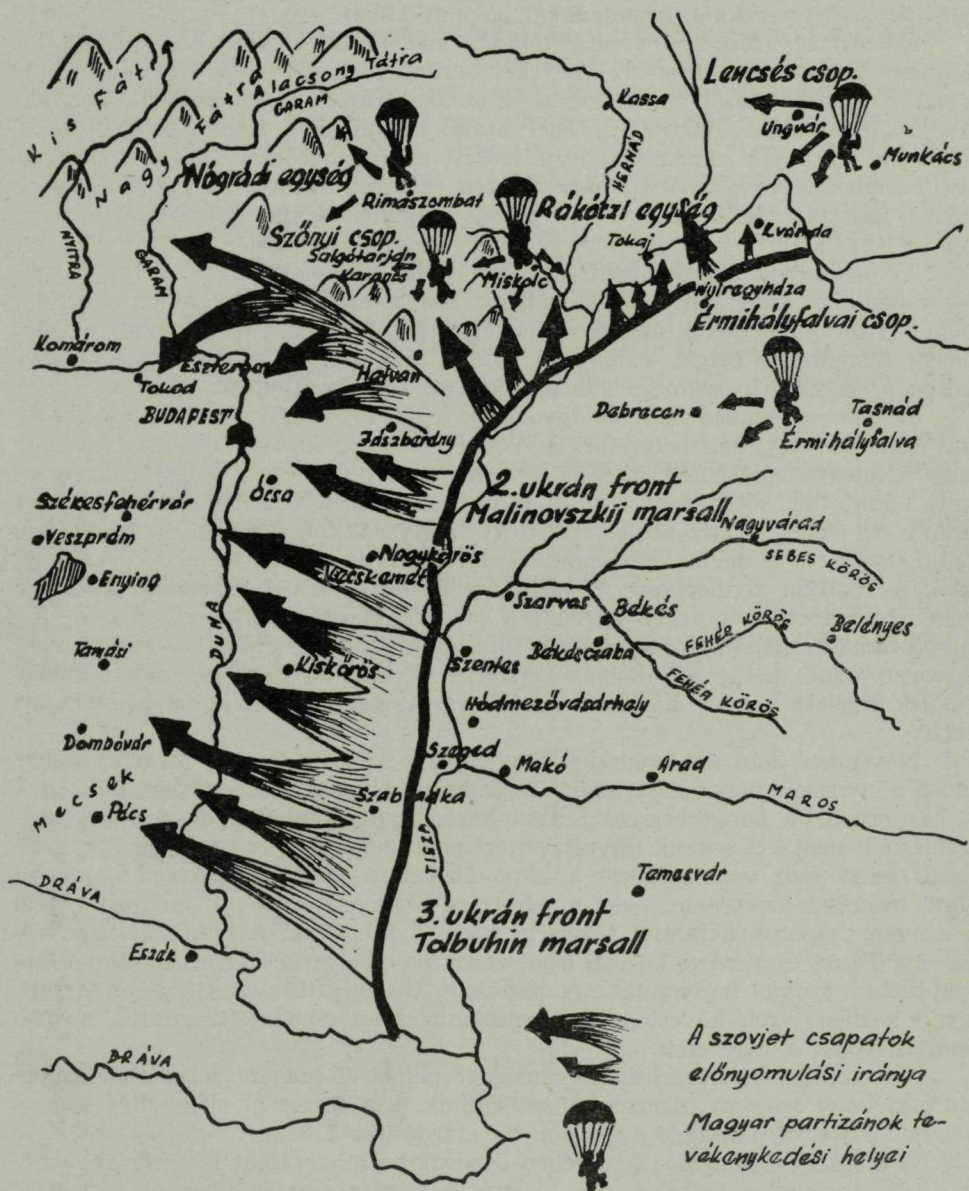 Kis Fátra
Nagy Fátra
Alacsony Tátra
GARAM
Kassa
HERNÁD
Lencsés csop.
Ungvár
Munkács
Nógrádi egység
Rimaszombat
Rákóczi egység
Tokaj
Kvárda
Szőnyi csop.
Salgótarján
Karancs
Miskolc
Nyiregyháza
NYITRA
GARAM
Érmihályfalvai csop.
Komárom
Tokod
Esztergom
Hatvan
BUDAPEST
Debrecen
Tasnád
Érmihályfalva
Jászberény
Ócsa
2. ukrán front
Malinovszkij marsall
Nagyvárad
SEBES KÖRÖS
Székesfehérvár
Veszprém
Enying
Nagykőrös
Kecskemét
Szarvas
Békés
Békéscsaba
FEHÉR KÖRÖS
Belényes
FEHÉR KÖRÖS
Tamási
DUNA
Kiskőrös
Szentes
Hódmezővásárhely
Dombóvár
Szeged
Makó
Arad
MAROS
Mecsek
Pécs
Szabadka
TISZA
Temesvár
DRÁVA
Eszék
3. ukrán front
Tolbuhin marsall
DRÁVA
A szovjet csapatok
előnyomulási iránya
Magyar partizánok te-
vékenykedési helyei